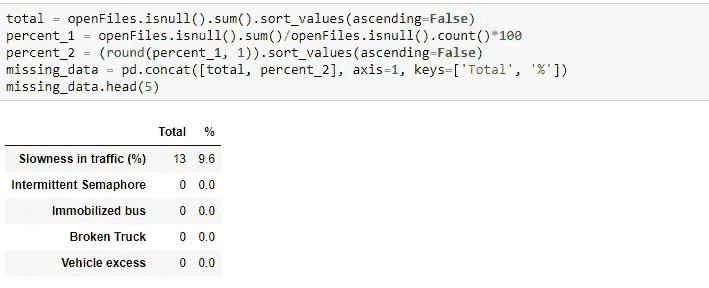 total = openFiles.isnull().sum().sort_values(ascending=False)
percent_1 = openFiles.isnull().sum()/openFiles.isnull().count()*100
percent_2 = (round(percent_1, 1)).sort_values(ascending=False)
missing_data = pd.concat([total, percent_2], axis=1, keys=['Total', '%'])
missing_data.head(5)
Total %
Slowness in traffic (%) 13 9.6
Intermittent Semaphore 0 0.0
Immobilized bus 0 0.0
Broken Truck 0 0.0
Vehicle excess 0 0.0